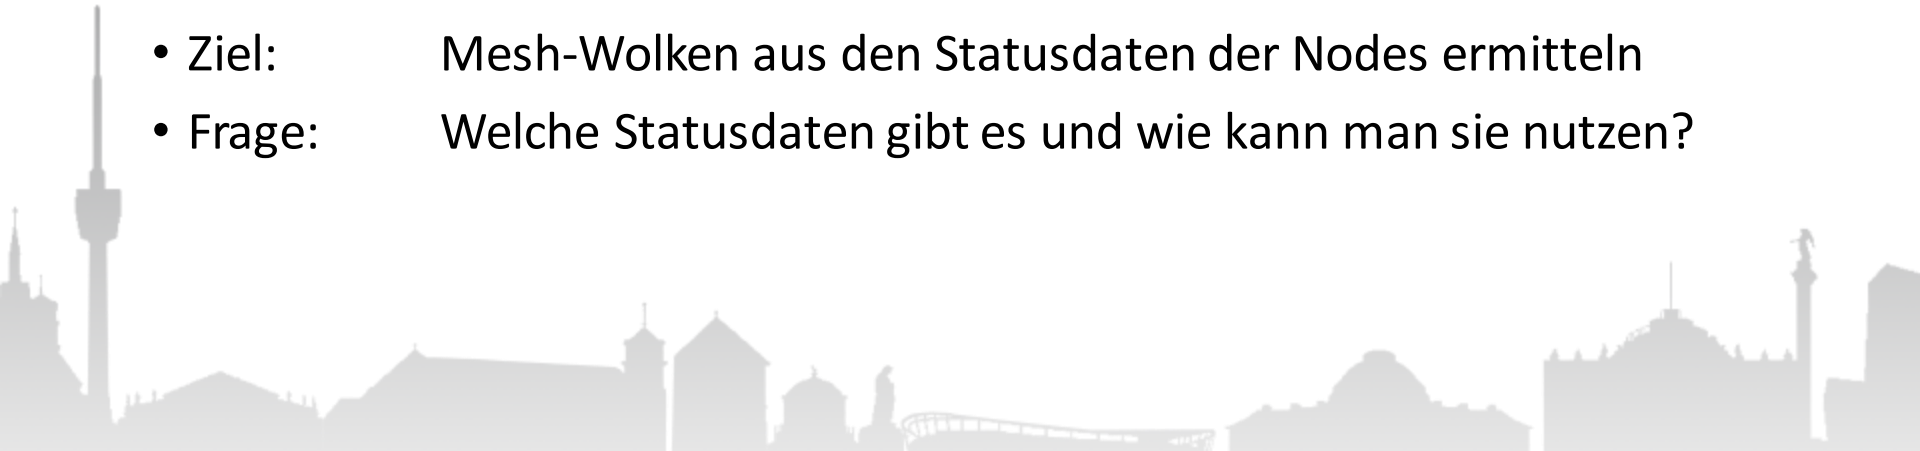 • Ziel: Mesh-Wolken aus den Statusdaten der Nodes ermitteln
• Frage: Welche Statusdaten gibt es und wie kann man sie nutzen?